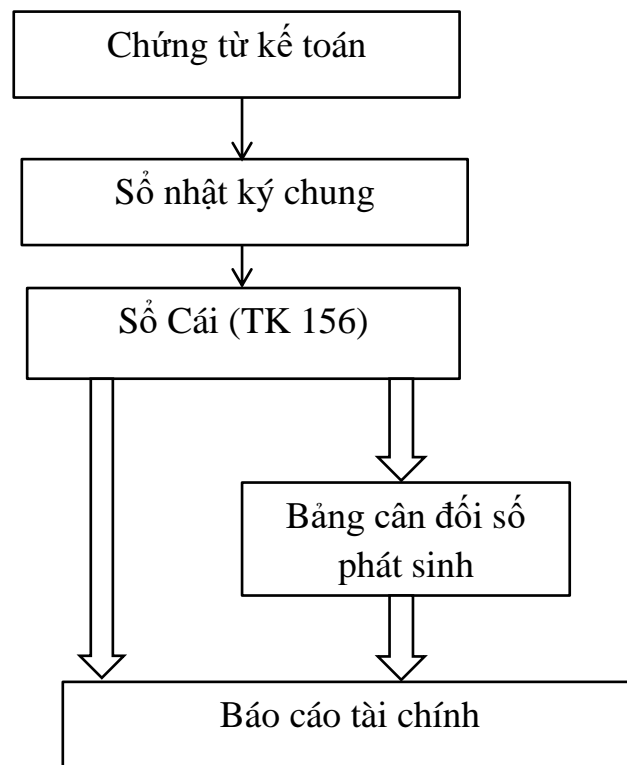 Chứng từ kế toán
Sổ nhật ký chung
Sổ Cái (TK 156)
Bảng cân đối số
phát sinh
Báo cáo tài chính